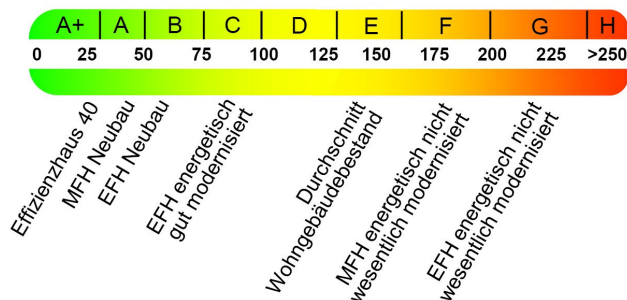 A+ A B C D E F G H
0 25 50 75 100 125 150 175 200 225 >250
Effizienzhaus 40
MFH Neubau
EFH Neubau
EFH energetisch
gut modernisiert
Durchschnitt
Wohngebäudebestand
MFH energetisch nicht
wesentlich modernisiert
EFH energetisch nicht
wesentlich modernisiert